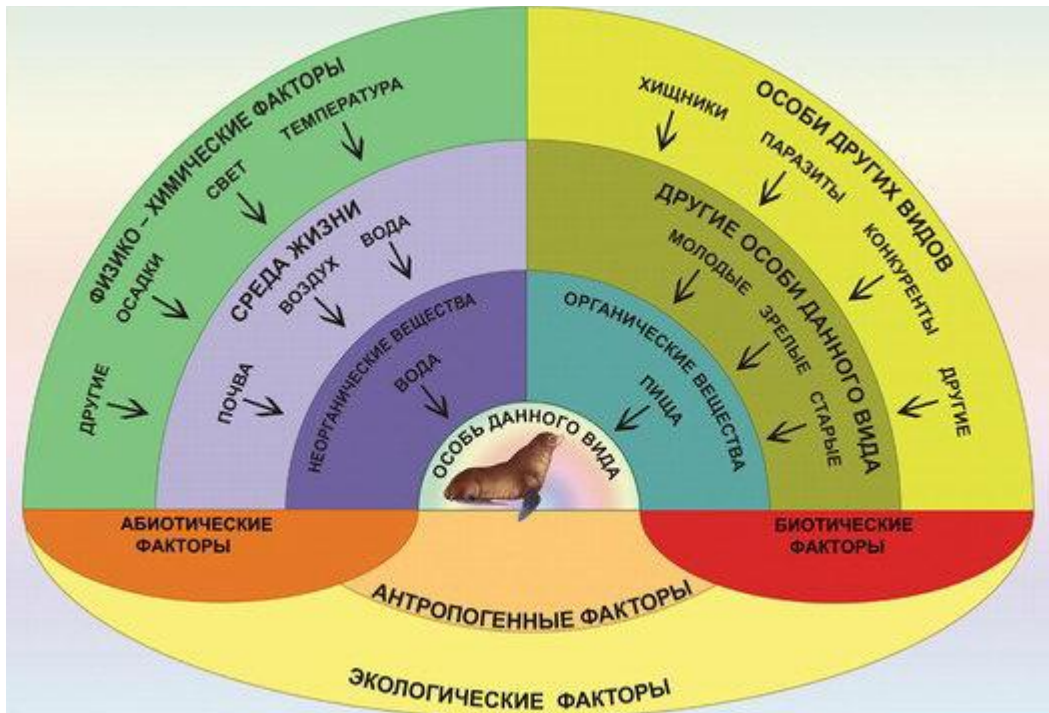 ФИЗИКО – ХИМИЧЕСКИЕ ФАКТОРЫ
ТЕМПЕРАТУРА
СВЕТ
ОСАДКИ
ДРУГИЕ
СРЕДА ЖИЗНИ
ВОДА
ВОЗДУХ
ПОЧВА
НЕОРГАНИЧЕСКИЕ ВЕЩЕСТВА
ВОДА
ОСОБИ ДРУГИХ ВИДОВ
ХИЩНИКИ
ПАРАЗИТЫ
КОНКУРЕНТЫ
ДРУГИЕ
ДРУГИЕ ОСОБИ ДАННОГО ВИДА
МОЛОДЫЕ
ЗРЕЛЫЕ
СТАРЫЕ
ОРГАНИЧЕСКИЕ ВЕЩЕСТВА
ПИЩА
ОСОБЬ ДАННОГО ВИДА
АБИОТИЧЕСКИЕ
ФАКТОРЫ
БИОТИЧЕСКИЕ
ФАКТОРЫ
АНТРОПОГЕННЫЕ ФАКТОРЫ
ЭКОЛОГИЧЕСКИЕ ФАКТОРЫ